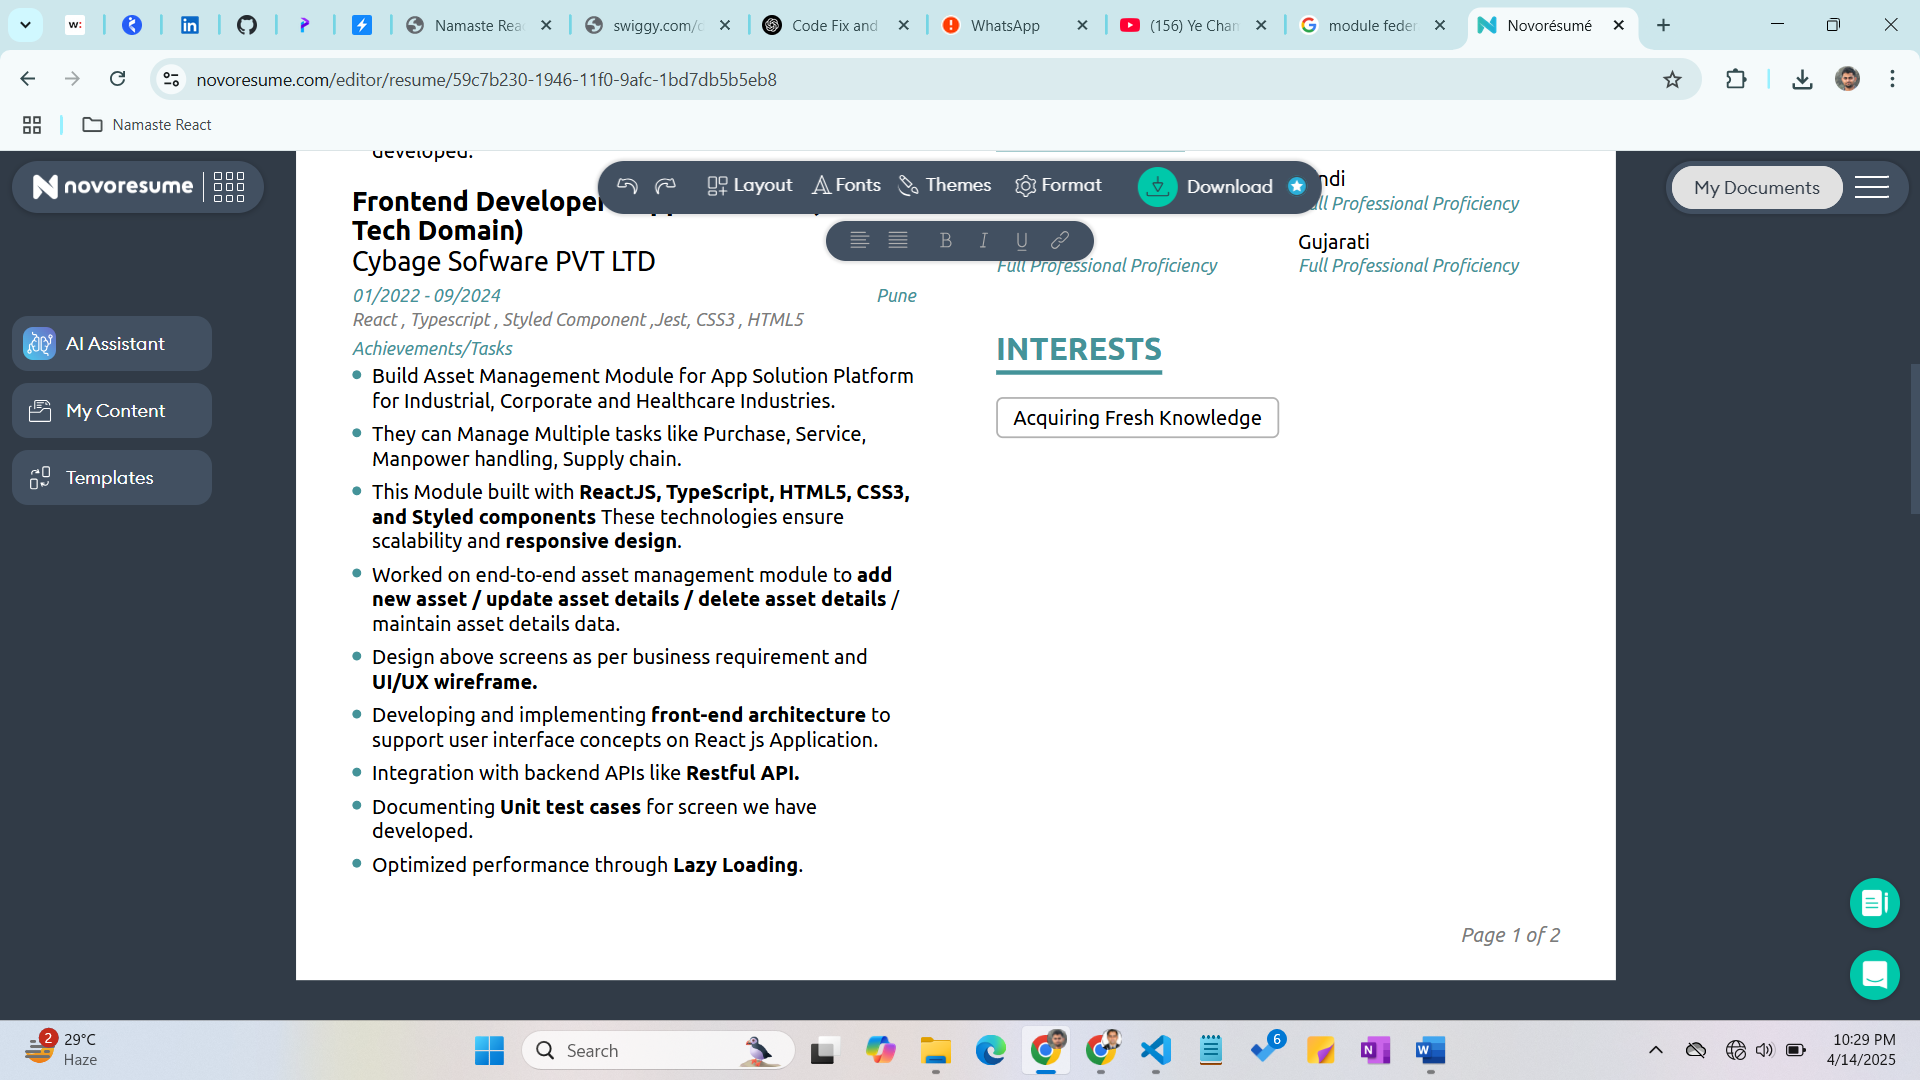 w:
Namaste Rea
swiggy.com/c
Code Fix and
WhatsApp
(156) Ye Chan
module feder
Novorésumé
novoresume.com/editor/resume/59c7b230-1946-11f0-9afc-1bd7db5b5eb8
Namaste React
novoresume
Layout
Fonts
Themes
Format
Download
My Documents
B I U
AI Assistant
My Content
Templates
developed.
Frontend Developer
Tech Domain)
Cybage Sofware PVT LTD
01/2022 - 09/2024 Pune
React , Typescript , Styled Component ,Jest, CSS3 , HTML5
Achievements/Tasks
Build Asset Management Module for App Solution Platform
for Industrial, Corporate and Healthcare Industries.
They can Manage Multiple tasks like Purchase, Service,
Manpower handling, Supply chain.
This Module built with ReactJS, TypeScript, HTML5, CSS3,
and Styled components These technologies ensure
scalability and responsive design.
Worked on end-to-end asset management module to add
new asset / update asset details / delete asset details /
maintain asset details data.
Design above screens as per business requirement and
UI/UX wireframe.
Developing and implementing front-end architecture to
support user interface concepts on React js Application.
Integration with backend APIs like Restful API.
Documenting Unit test cases for screen we have
developed.
Optimized performance through Lazy Loading.
ndi
Professional Proficiency
Full Professional Proficiency
Gujarati
Full Professional Proficiency
INTERESTS
Acquiring Fresh Knowledge
Page 1 of 2
2
29°C
Haze
Search
6
10:29 PM
4/14/2025